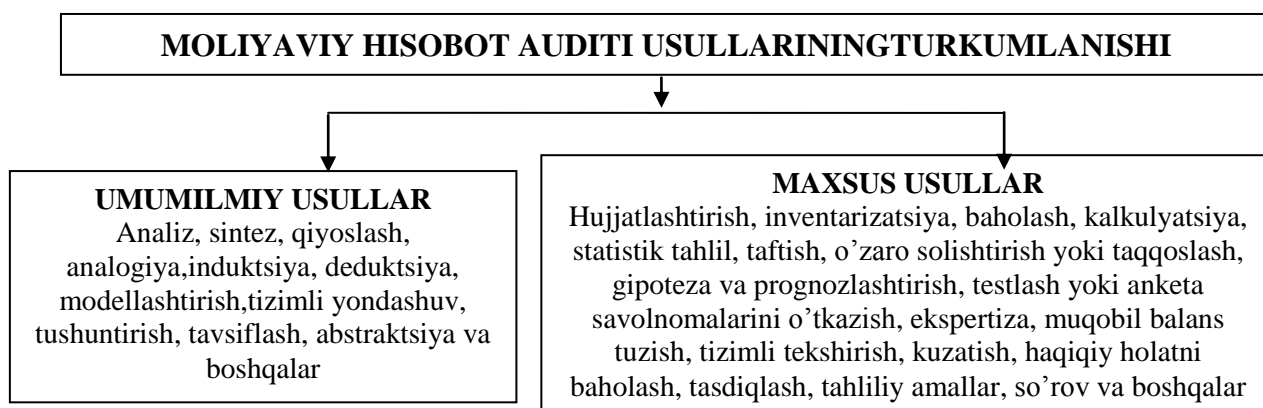 MOLIYAVIY HISOBOT AUDITI USULLARININGTURKUMLANISHI
UMUMILMIY USULLAR
Analiz, sintez, qiyoslash,
analogiya,induktsiya, deduktsiya,
modellashtirish,tizimli yondashuv,
tushuntirish, tavsiflash, abstraktsiya va
boshqalar
MAXSUS USULLAR
Hujjatlashtirish, inventarizatsiya, baholash, kalkulyatsiya,
statistik tahlil, taftish, o’zaro solishtirish yoki taqqoslash,
gipoteza va prognozlashtirish, testlash yoki anketa
savolnomalarini o’tkazish, ekspertiza, muqobil balans
tuzish, tizimli tekshirish, kuzatish, haqiqiy holatni
baholash, tasdiqlash, tahliliy amallar, so’rov va boshqalar